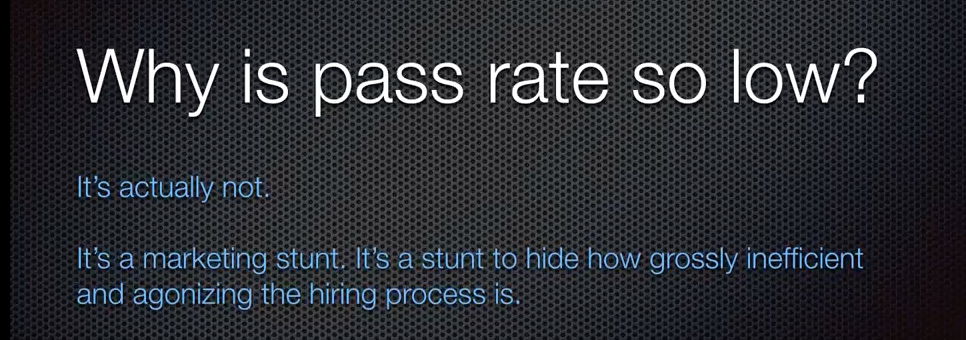 Why is pass rate so low?
It's actually not.
It's a marketing stunt. It's a stunt to hide how grossly inefficient
and agonizing the hiring process is.